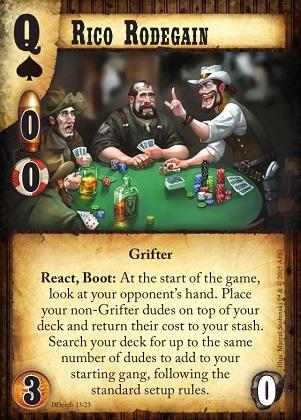 Q
Rico Rodegain
0
0
Grifter
React, Boot: At the start of the game,
look at your opponent's hand. Place
your non-Grifter dudes on top of your
deck and return their cost to your stash.
Search your deck for up to the same
number of dudes to add to your
starting gang, following the
standard setup rules.
3
0